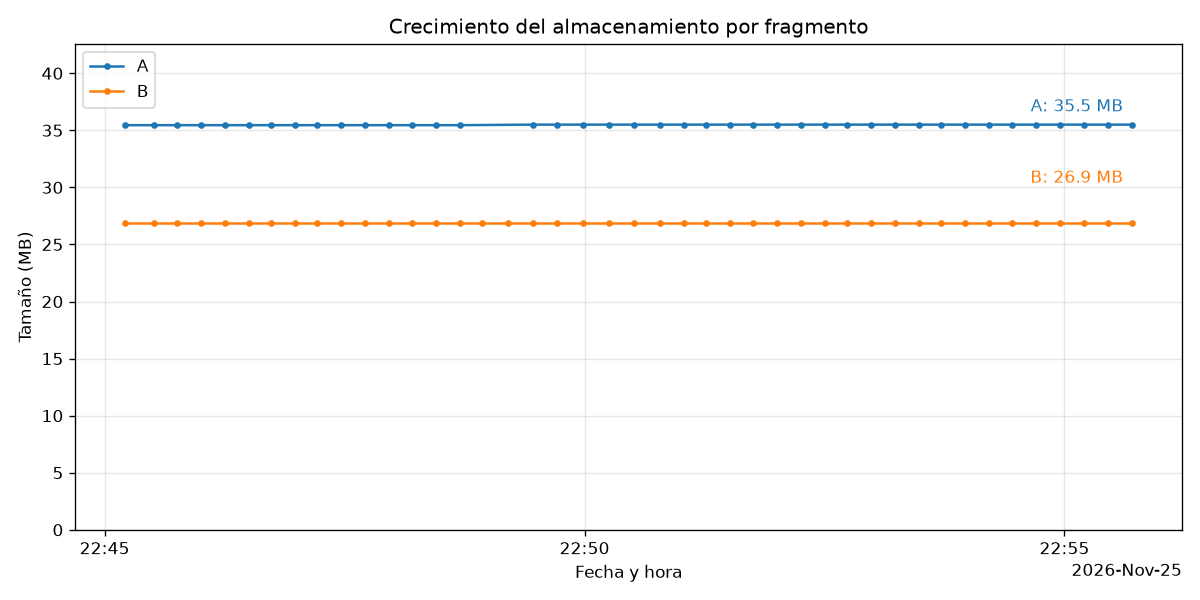 Crecimiento del almacenamiento por fragmento
A
B
A: 35.5 MB
B: 26.9 MB
Tamaño (MB)
40
35
30
25
20
15
10
5
0
22:45
22:50
22:55
Fecha y hora
2026-Nov-25